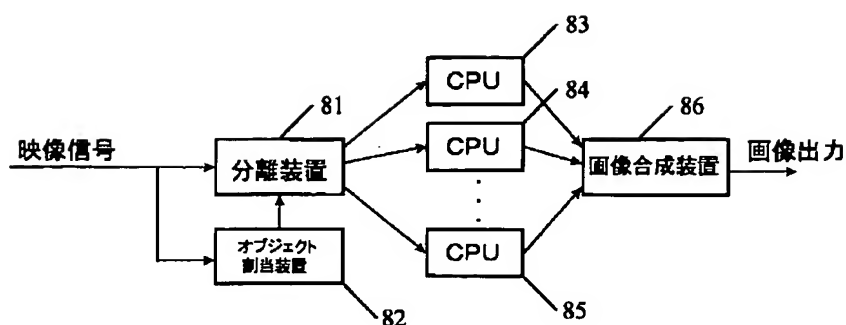 映像信号
81
分離装置
オブジェクト
割当装置
82
83
CPU
84
CPU
CPU
85
86
画像合成装置
画像出力